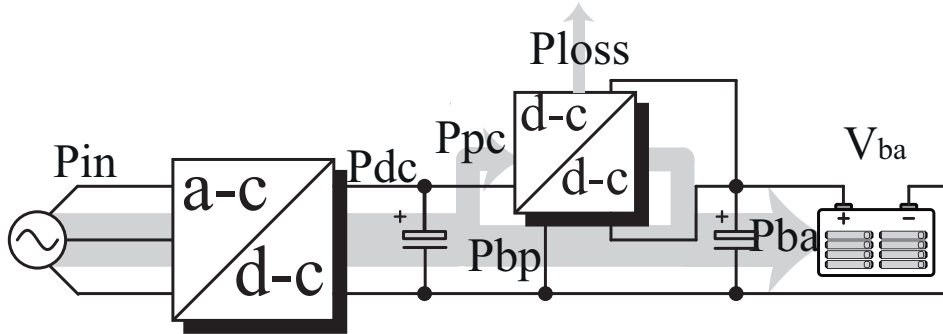 Ploss
d-c
d-c
Ppc
Pin
Pdc
Vba
a-c
d-c
Pbp
Pba
+
+
+
−